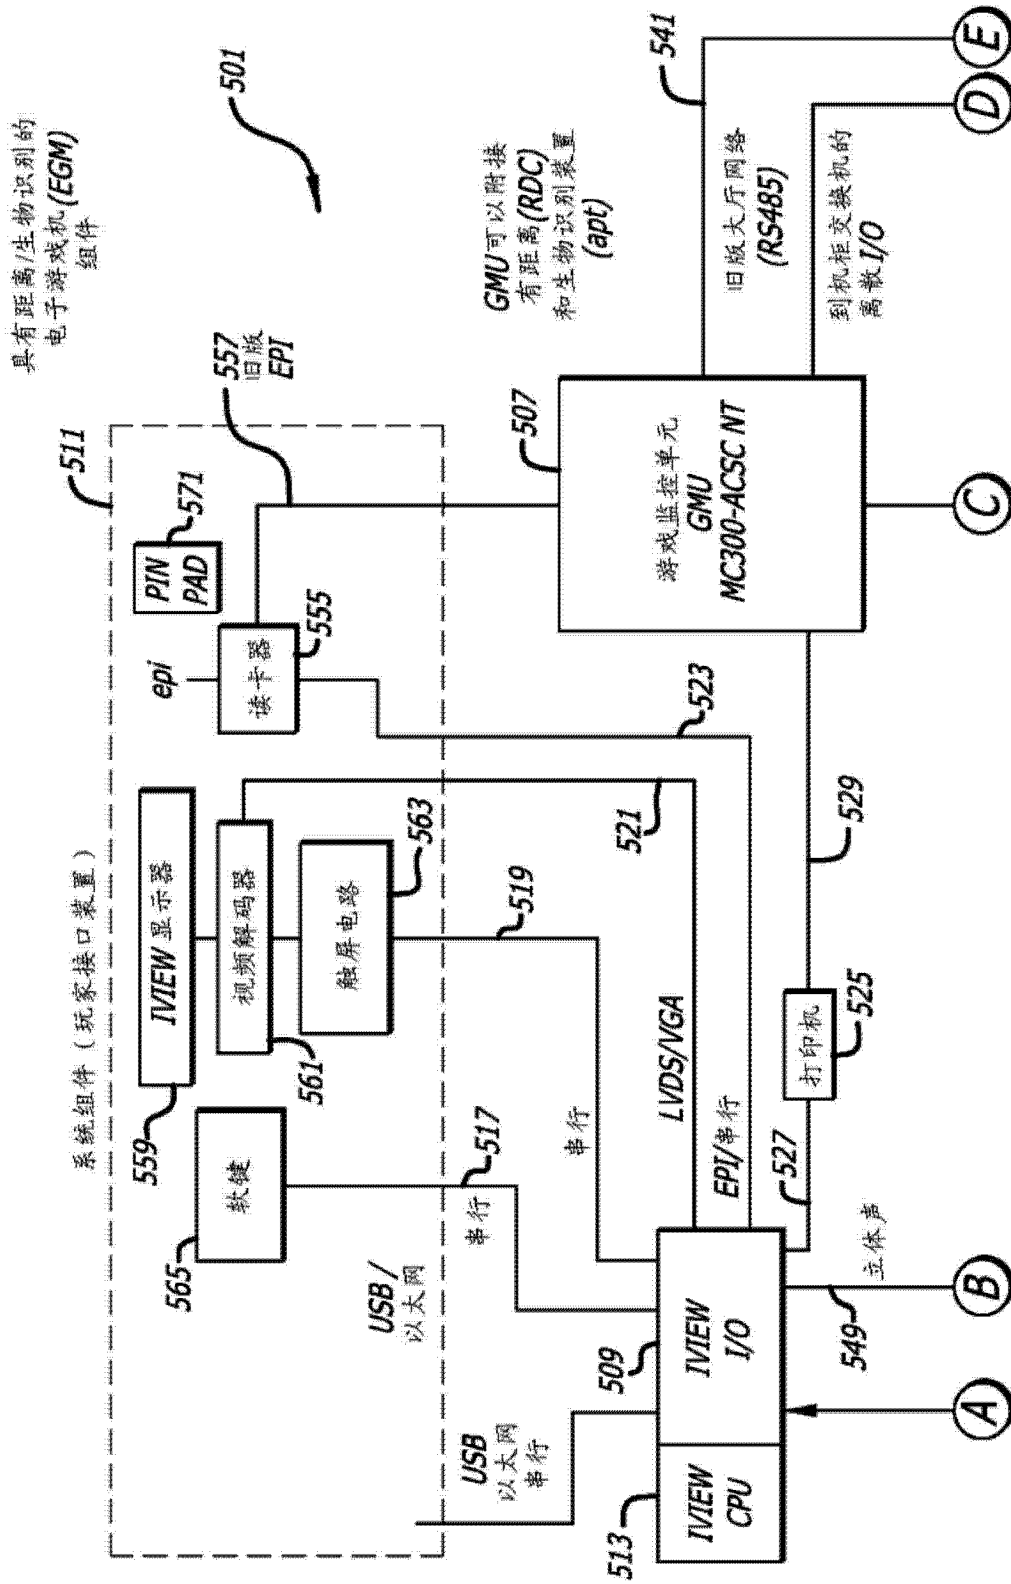 具有距离/生物识别的
电子游戏机(EGM)
组件
501
系统组件（玩家接口装置）
511
559
IVIEW 显示器
PIN
PAD
571
epi
565
软键
561
视频解码器
触屏电路
563
读卡器
555
557
旧版
EPI
GMU可以附接
有距离(RDC)
和生物识别装置
(apt)
USB /
以太网
USB
以太网
串行
串行
517
串行
519
LVDS/VGA
521
EPI/串行
523
507
游戏监控单元
GMU
MC300-ACSC NT
541
旧版大厅网络
(RS485)
到机柜交换机的
离散 I/O
513
IVIEW
CPU
509
IVIEW
I/O
527
打印机
525
529
立体声
549
A
B
C
D
E